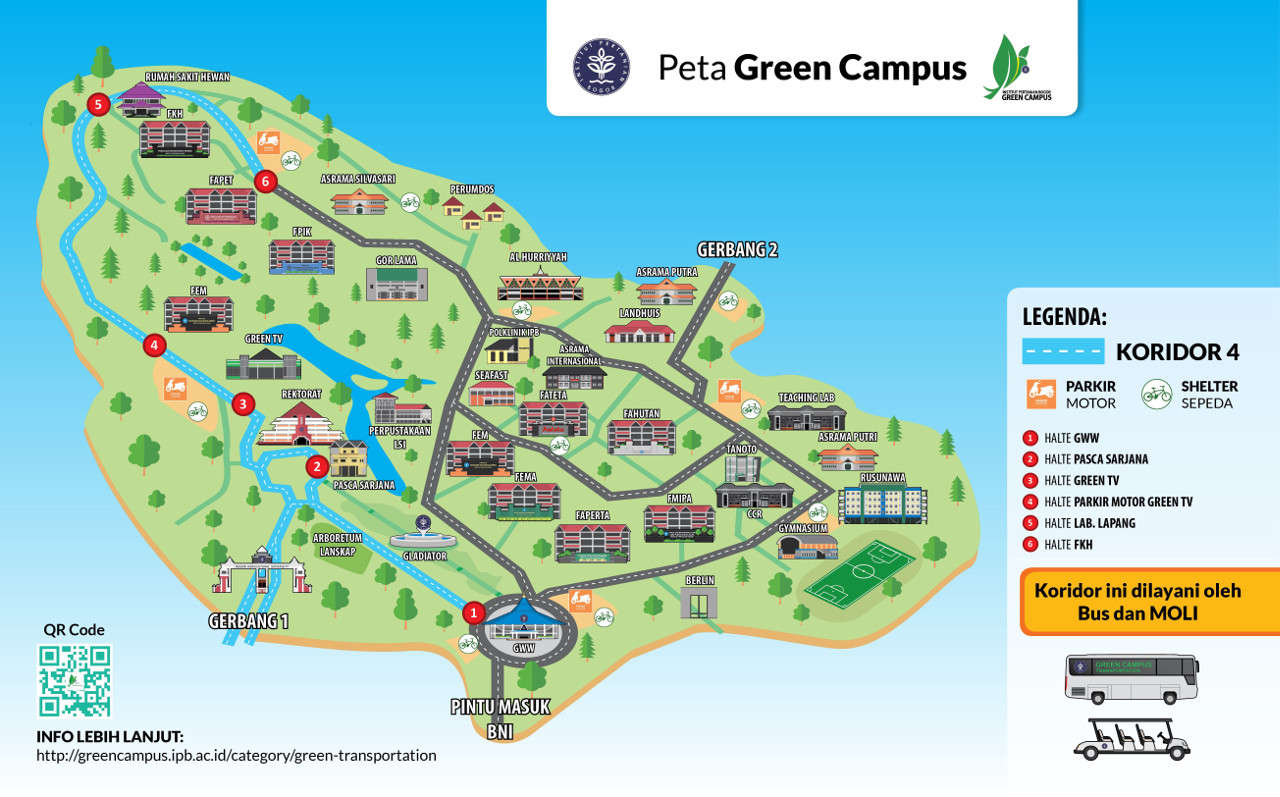 Peta Green Campus
INSTITUT PERTANIAN BOGOR
INSTITUT PERTANIAN BOGOR
GREEN CAMPUS
RUMAH SAKIT HEWAN
5
FKH
6
FAPET
ASRAMA SILVASARI
PERUMDOS
FPIK
GOR LAMA
AL HURRIYYAH
GERBANG 2
ASRAMA PUTRA
LANDHUIS
FEM
GREEN TV
4
POLKLINIK IPB
ASRAMA
INTERNASIONAL
SEAFAST
FATETA
3
REKTORAT
PERPUSTAKAAN
LSI
FAHUTAN
TEACHING LAB
ASRAMA PUTRI
FEM
TANOTO
2
PASCA SARJANA
FEMA
RUSUNAWA
FMIPA
CCR
FAPERTA
GYMNASIUM
ARBORETUM
LANSKAP
GLADIATOR
BERLIN
1
GWW
GERBANG 1
PINTU MASUK
BNI
LEGENDA:
KORIDOR 4
PARKIR
MOTOR
SHELTER
SEPEDA
1 HALTE GWW
2 HALTE PASCA SARJANA
3 HALTE GREEN TV
4 HALTE PARKIR MOTOR GREEN TV
5 HALTE LAB. LAPANG
6 HALTE FKH
Koridor ini dilayani oleh
Bus dan MOLI
GREEN CAMPUS
TRANSPORTATION
QR Code
INFO LEBIH LANJUT:
http://greencampus.ipb.ac.id/category/green-transportation